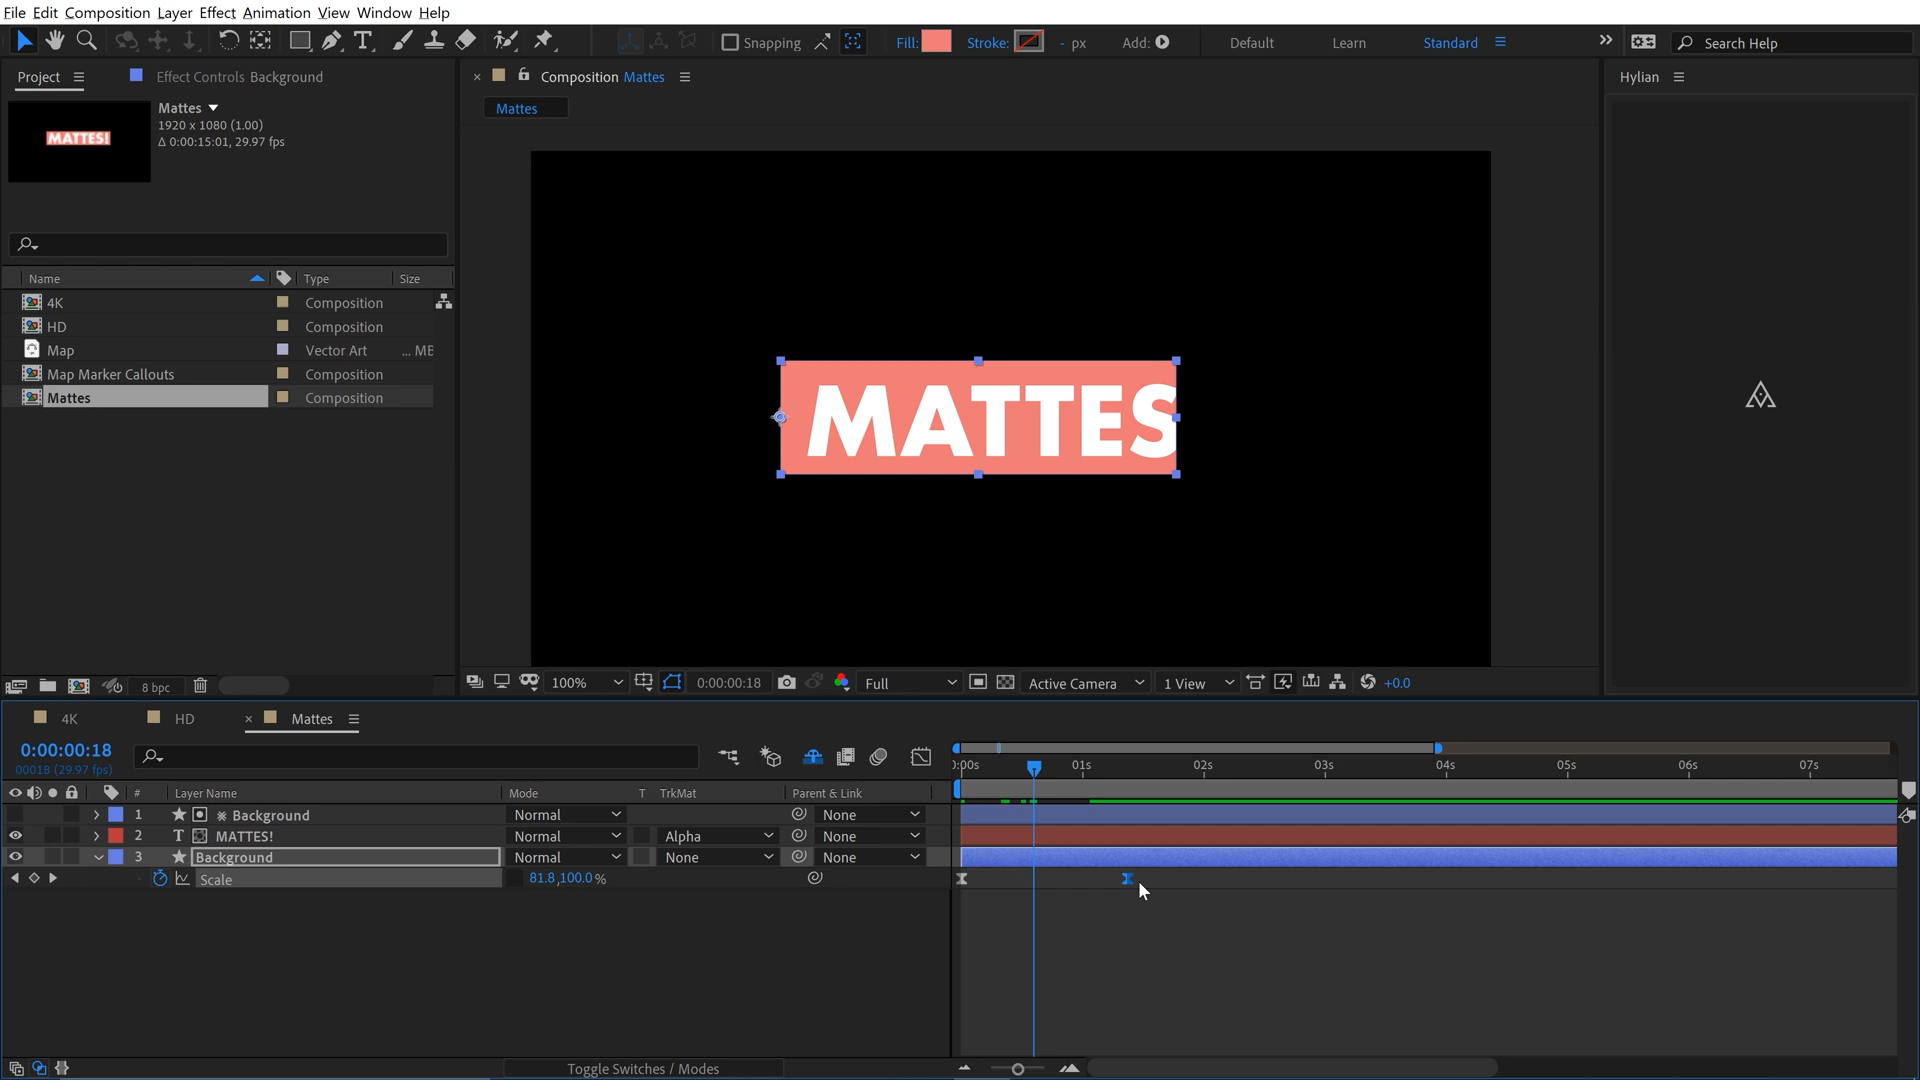 File Edit Composition Layer Effect Animation View Window Help
Snapping Fill: Stroke: - px Add: Default Learn Standard Search Help
Project Effect Controls Background
Composition Mattes
Hylian
Mattes
1920 x 1080 (1.00)
Δ 0:00:15:01, 29.97 fps
MATTES!
Mattes
Name Type Size
4K Composition
HD Composition
Map Vector Art ... MB
Map Marker Callouts Composition
Mattes Composition
MATTES
8 bpc
100% 0:00:00:18 Full Active Camera 1 View +0.0
4K HD Mattes
0:00:00:18
00018 (29.97 fps)
):00s 01s 02s 03s 04s 05s 06s 07s
# Layer Name Mode T TrkMat Parent & Link
1 Background Normal None
2 T MATTES! Normal Alpha None
3 Background Normal None None
Scale 81.8,100.0 %
Toggle Switches / Modes